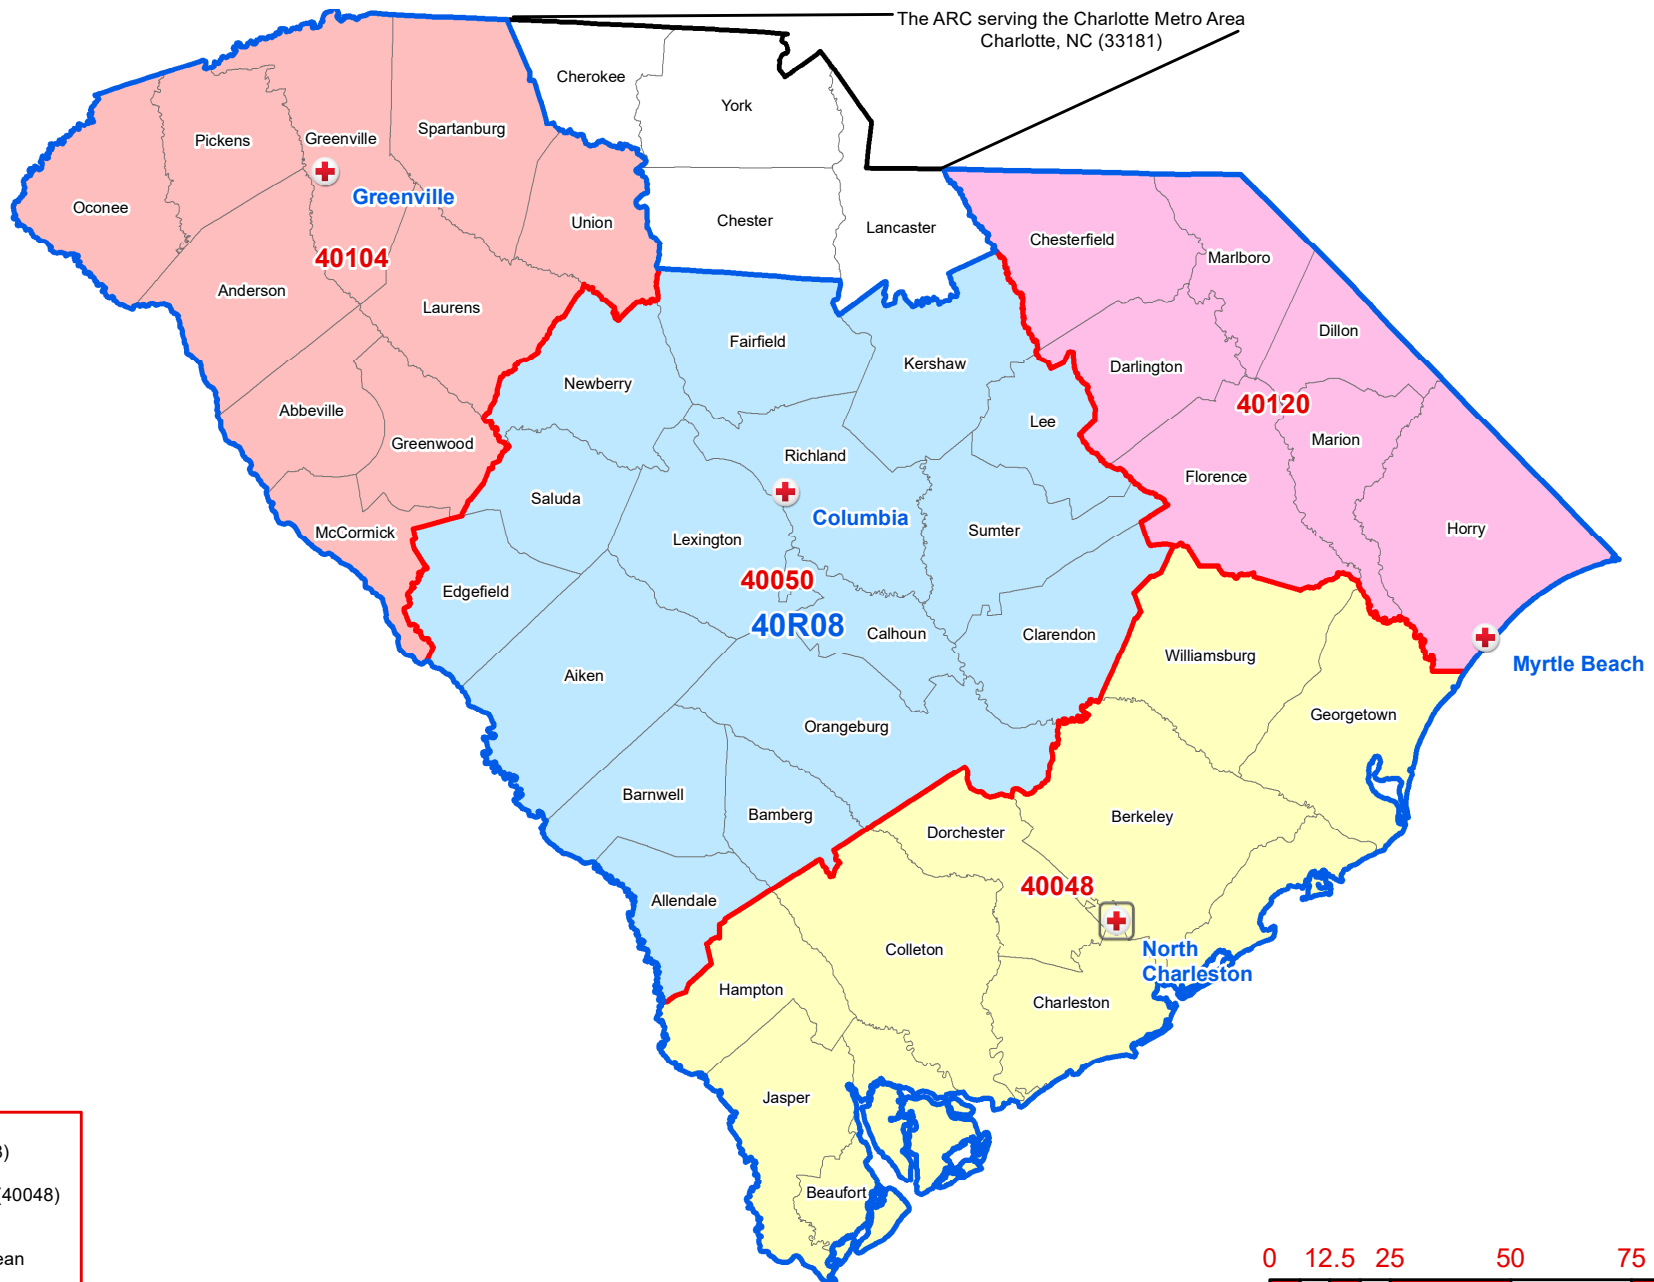 The ARC serving the Charlotte Metro Area
Charlotte, NC (33181)
Cherokee
York
Pickens
Greenville
Spartanburg
Greenville
Oconee
Union
Chester
Lancaster
Chesterfield
Marlboro
40104
Anderson
Laurens
Fairfield
Kershaw
Dillon
Darlington
Newberry
40120
Abbeville
Greenwood
Lee
Marion
Richland
Florence
Saluda
Columbia
McCormick
Lexington
Sumter
Horry
40050
Edgefield
40R08
Calhoun
Clarendon
Williamsburg
Myrtle Beach
Aiken
Orangeburg
Georgetown
Barnwell
Bamberg
Dorchester
Berkeley
40048
Allendale
Colleton
North
Charleston
Hampton
Charleston
Jasper
Beaufort
)
(40048)
ean
0 12.5 25 50 75